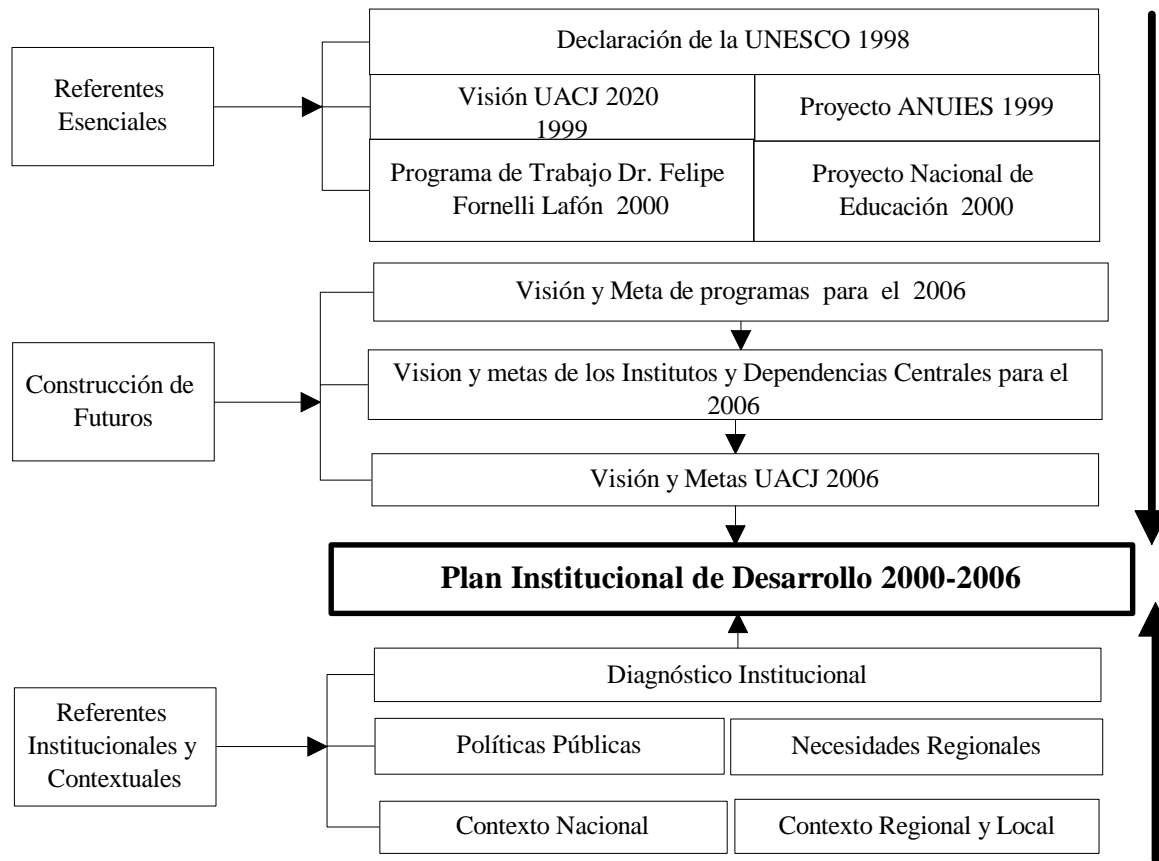 Referentes
Esenciales
Declaración de la UNESCO 1998
Visión UACJ 2020
1999
Proyecto ANUIES 1999
Programa de Trabajo Dr. Felipe
Fornelli Lafón 2000
Proyecto Nacional de
Educación 2000
Construcción de
Futuros
Visión y Meta de programas para el 2006
Vision y metas de los Institutos y Dependencias Centrales para el
2006
Visión y Metas UACJ 2006
Plan Institucional de Desarrollo 2000-2006
Referentes
Institucionales y
Contextuales
Diagnóstico Institucional
Políticas Públicas
Necesidades Regionales
Contexto Nacional
Contexto Regional y Local